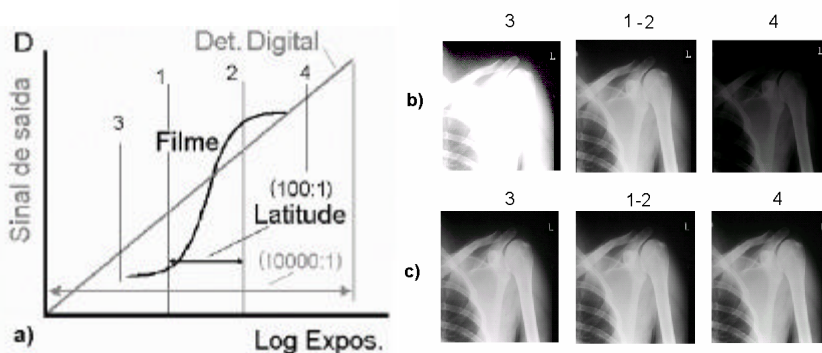 D
Det. Digital
Sinal de saída
1
2
4
3
Filme
(100:1)
Latitude
(10000:1)
a)
Log Expos.
3
1-2
4
b)
L
L
L
3
1-2
4
c)
L
L
L